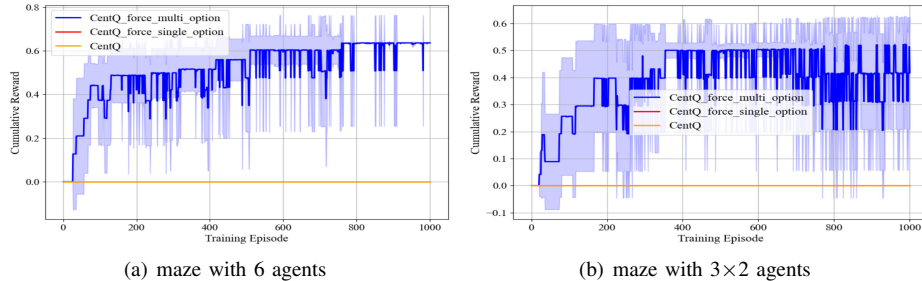 CentQ_force_multi_option
CentQ_force_single_option
CentQ
0.6
0.4
0.2
0.0
Cumulative Reward
0 200 400 600 800 1000
Training Episode
(a) maze with 6 agents
0.6
0.5
0.4
0.3
0.2
0.1
0.0
−0.1
Cumulative Reward
CentQ_force_multi_option
CentQ_force_single_option
CentQ
0 200 400 600 800 1000
Training Episode
(b) maze with 3×2 agents